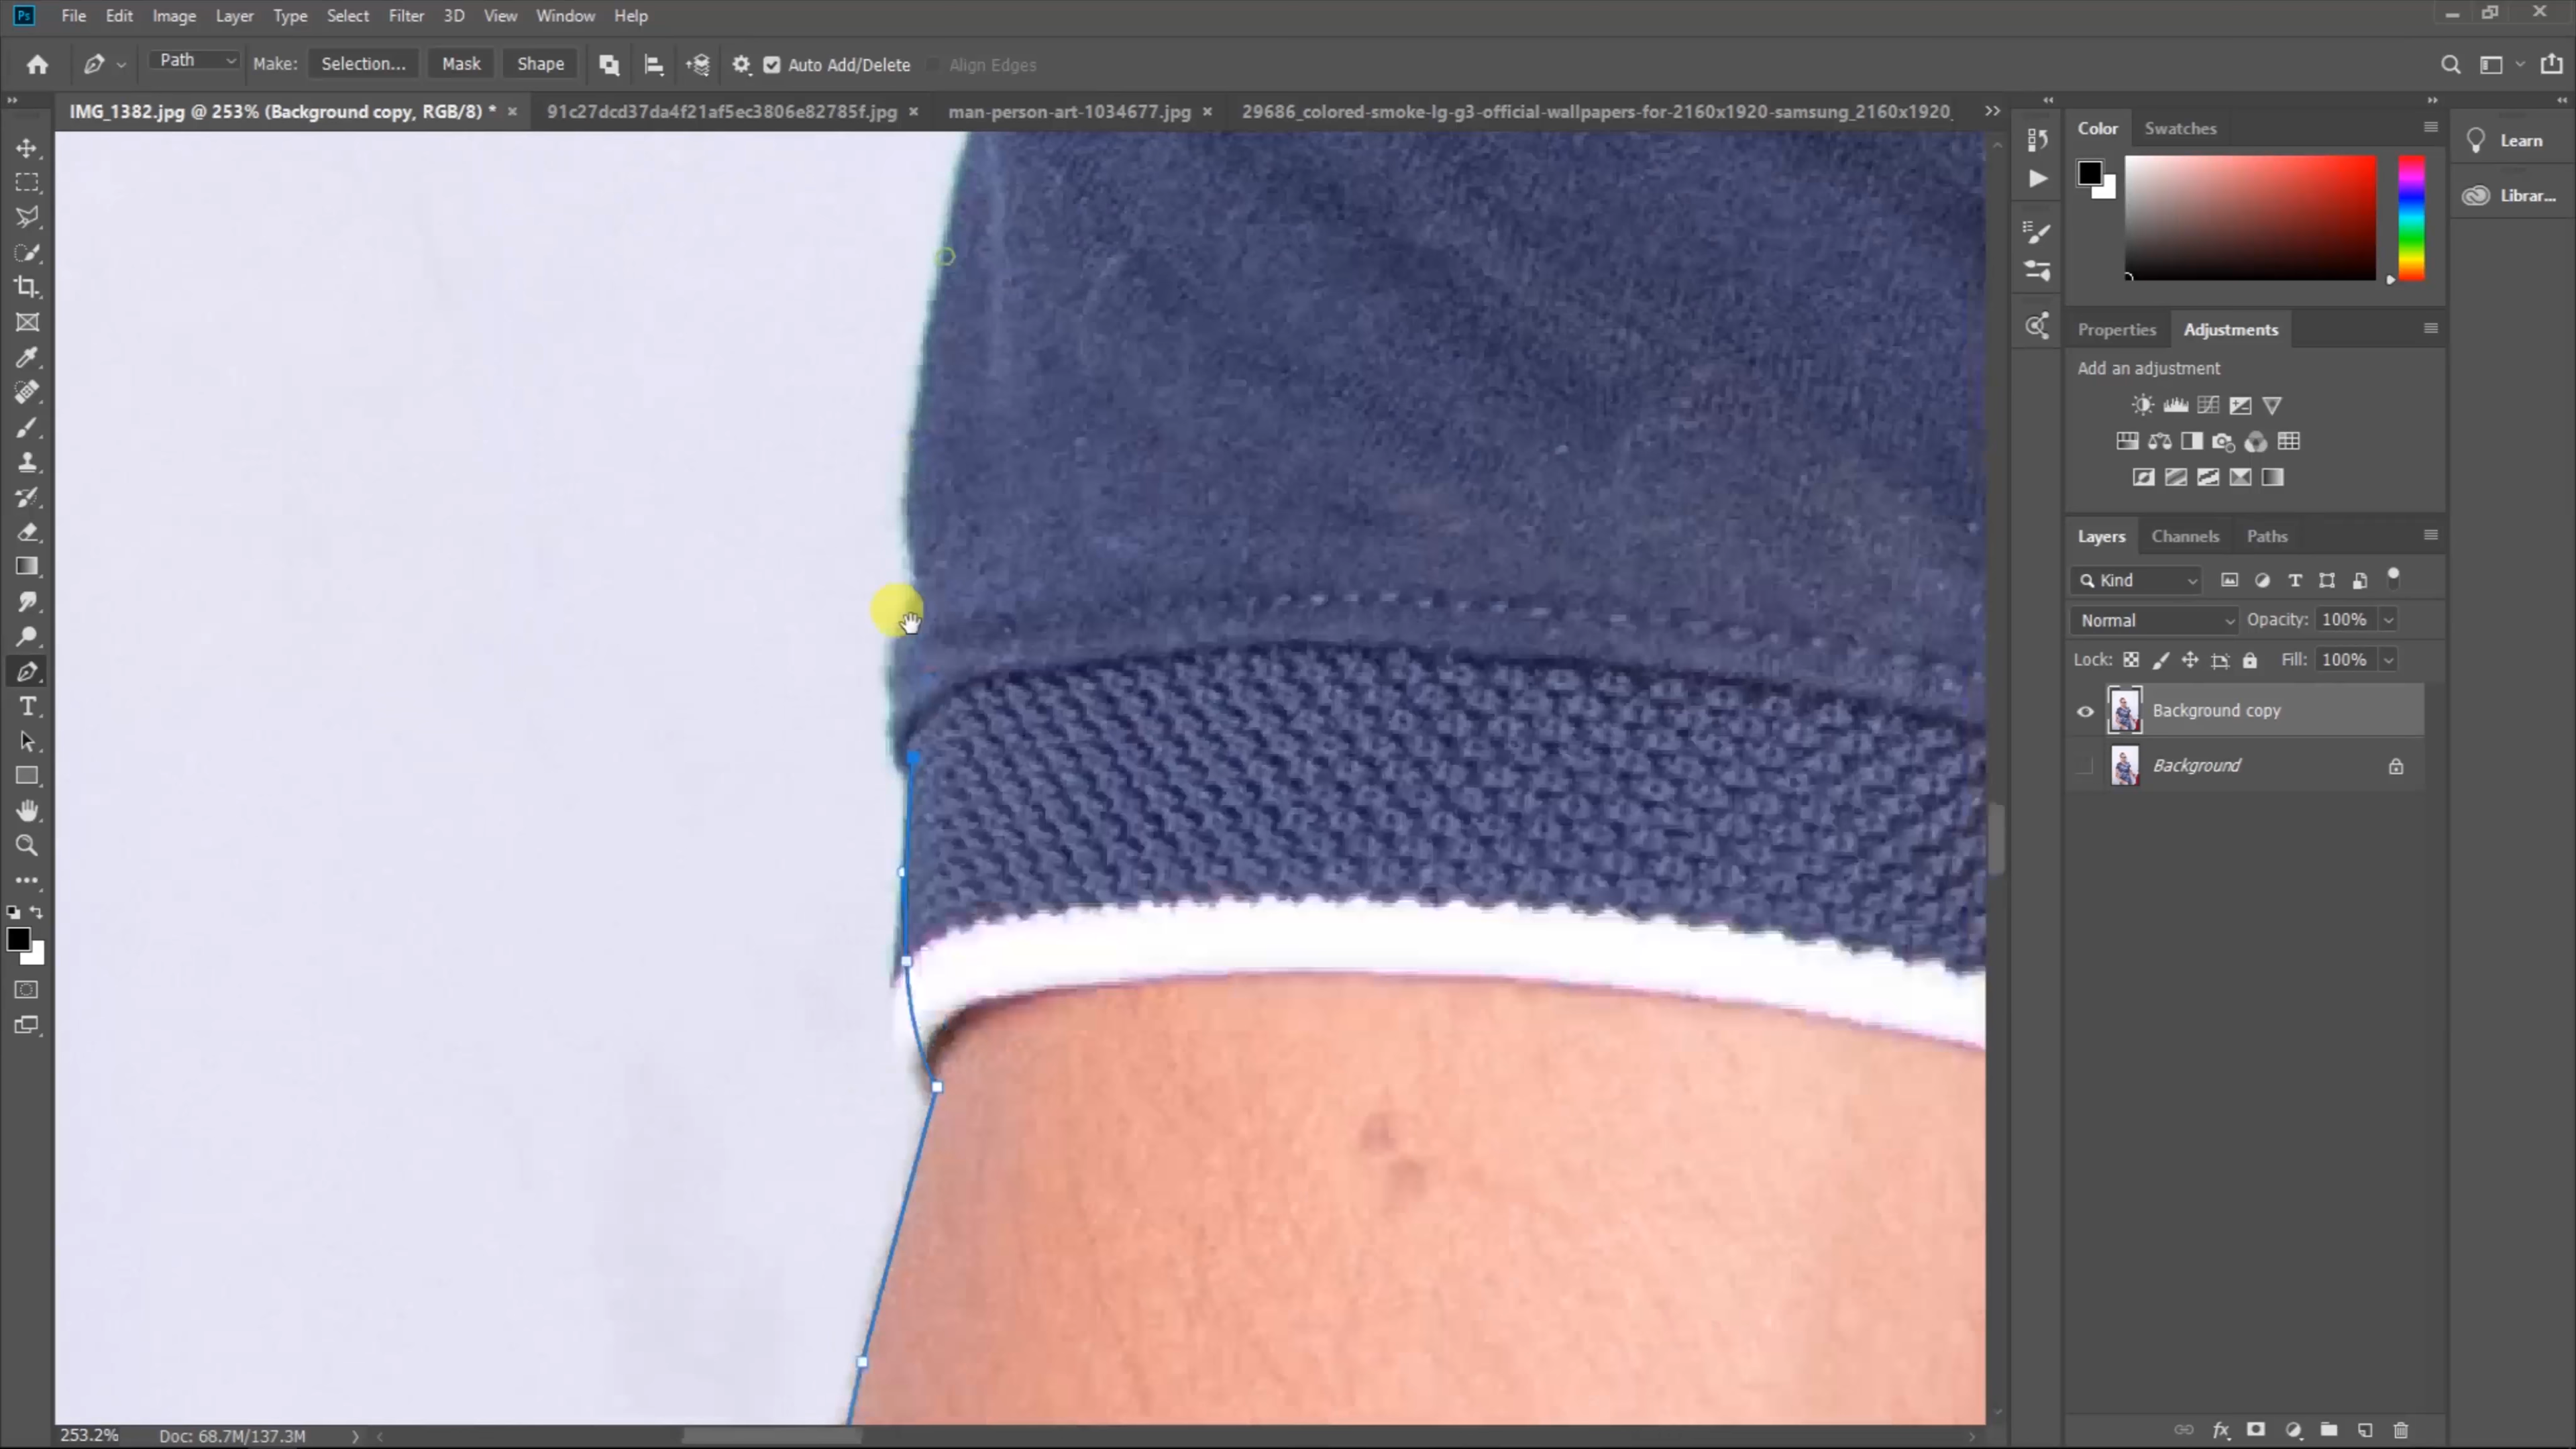 Ps File Edit Image Layer Type Select Filter 3D View Window Help
Path Make: Selection... Mask Shape Auto Add/Delete Align Edges
IMG_1382.jpg @ 253% (Background copy, RGB/8) * × 91c27dcd37da4f21af5ec3806e82785f.jpg × man-person-art-1034677.jpg × 29686_colored-smoke-lg-g3-official-wallpapers-for-2160x1920-samsung_2160x1920_
Color Swatches
Learn
Librar...
Properties Adjustments
Add an adjustment
Layers Channels Paths
Kind
Normal Opacity: 100%
Lock: Fill: 100%
Background copy
Background
253.2% Doc: 68.7M/137.3M